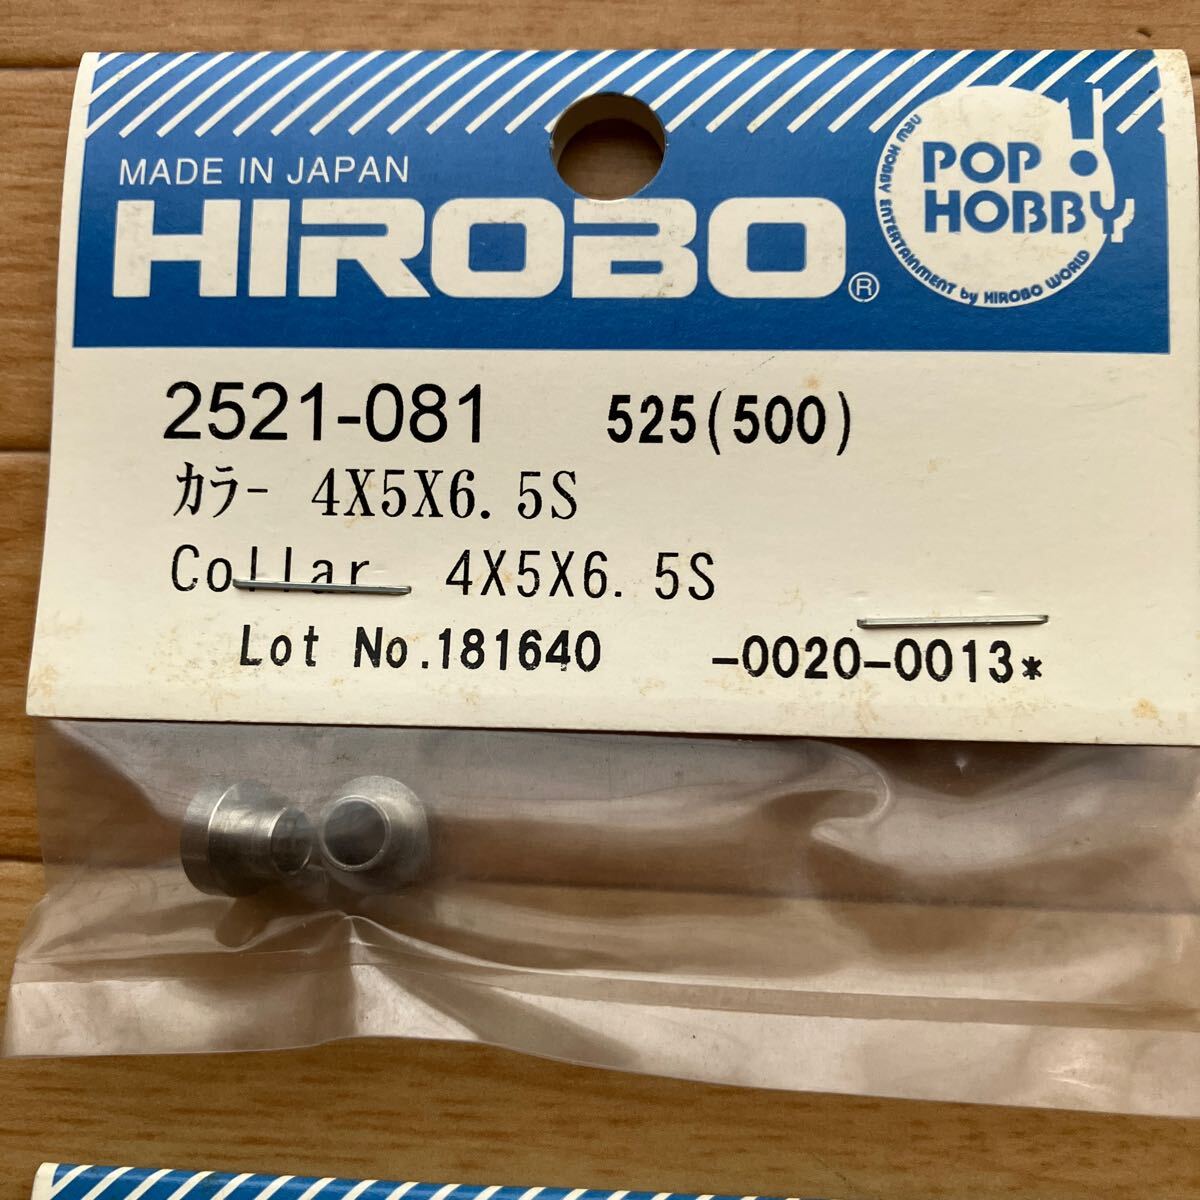 MADE IN JAPAN
HIROBO®
POP!
HOBBY
NEW HOBBY ENTERTAINMENT by HIROBO WORLD
2521-081 525(500)
カラー 4X5X6.5S
Collar 4X5X6.5S
Lot No.181640 -0020-0013*